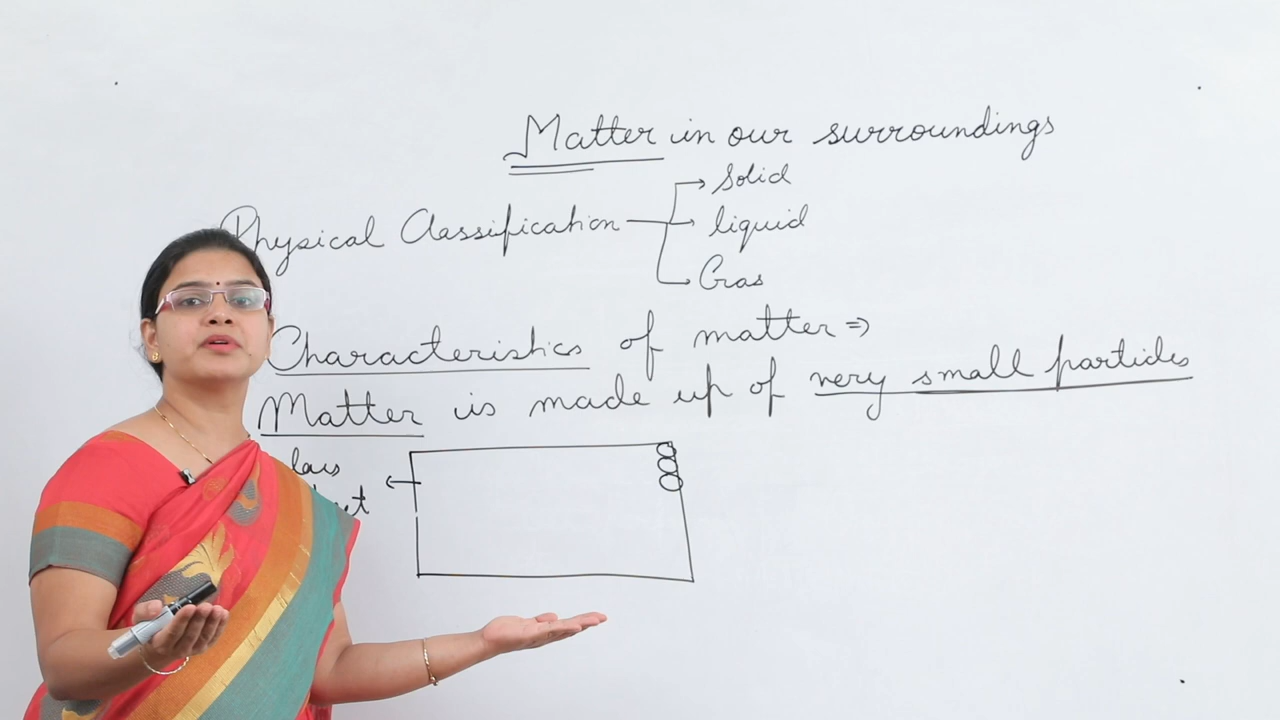 Matter in our surroundings
Solid
Physical Classification liquid
Gas
Characteristics of matter ⇒
Matter is made up of very small particles